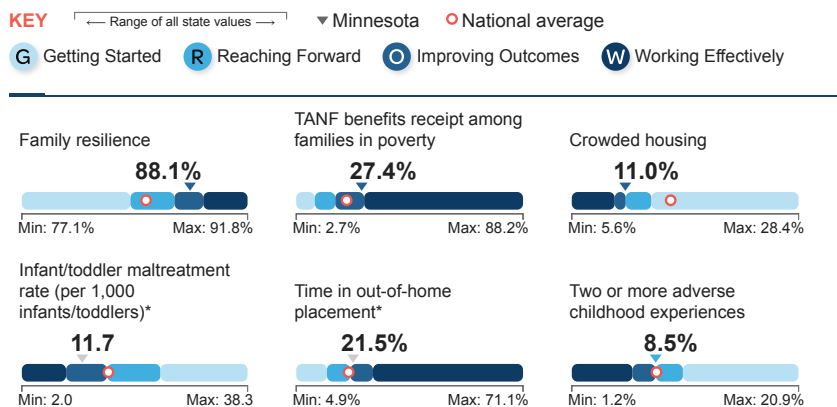 KEY
Range of all state values
Minnesota
National average
G Getting Started
R Reaching Forward
O Improving Outcomes
W Working Effectively
Family resilience
88.1%
Min: 77.1%
Max: 91.8%
TANF benefits receipt among
families in poverty
27.4%
Min: 2.7%
Max: 88.2%
Crowded housing
11.0%
Min: 5.6%
Max: 28.4%
Infant/toddler maltreatment
rate (per 1,000
infants/toddlers)*
11.7
Min: 2.0
Max: 38.3
Time in out-of-home
placement*
21.5%
Min: 4.9%
Max: 71.1%
Two or more adverse
childhood experiences
8.5%
Min: 1.2%
Max: 20.9%